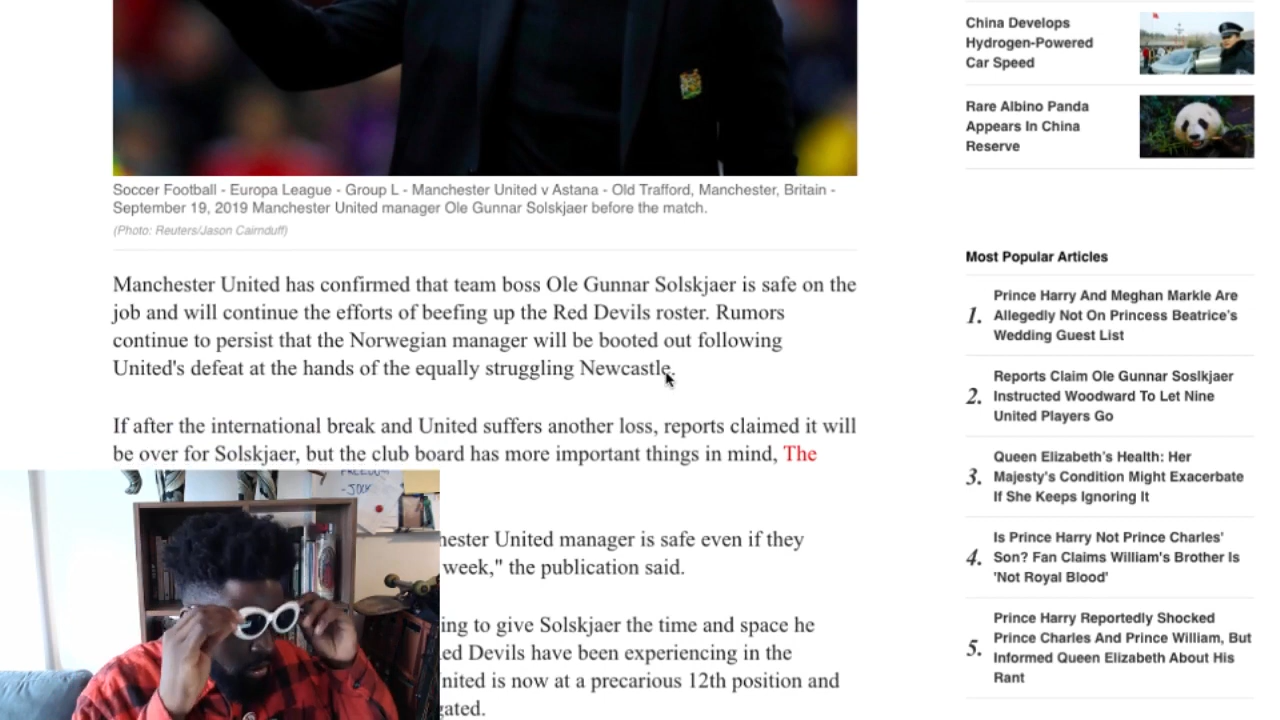 Soccer Football - Europa League - Group L - Manchester United v Astana - Old Trafford, Manchester, Britain -
September 19, 2019 Manchester United manager Ole Gunnar Solskjaer before the match.
(Photo: Reuters/Jason Cairnduff)
Manchester United has confirmed that team boss Ole Gunnar Solskjaer is safe on the
job and will continue the efforts of beefing up the Red Devils roster. Rumors
continue to persist that the Norwegian manager will be booted out following
United's defeat at the hands of the equally struggling Newcastle.
If after the international break and United suffers another loss, reports claimed it will
be over for Solskjaer, but the club board has more important things in mind, The
hester United manager is safe even if they
week," the publication said.
ing to give Solskjaer the time and space he
ed Devils have been experiencing in the
nited is now at a precarious 12th position and
gated.
- JOCK
China Develops
Hydrogen-Powered
Car Speed
Rare Albino Panda
Appears In China
Reserve
Most Popular Articles
1. Prince Harry And Meghan Markle Are
Allegedly Not On Princess Beatrice's
Wedding Guest List
2. Reports Claim Ole Gunnar Soslkjaer
Instructed Woodward To Let Nine
United Players Go
3. Queen Elizabeth's Health: Her
Majesty's Condition Might Exacerbate
If She Keeps Ignoring It
4. Is Prince Harry Not Prince Charles'
Son? Fan Claims William's Brother Is
'Not Royal Blood'
5. Prince Harry Reportedly Shocked
Prince Charles And Prince William, But
Informed Queen Elizabeth About His
Rant